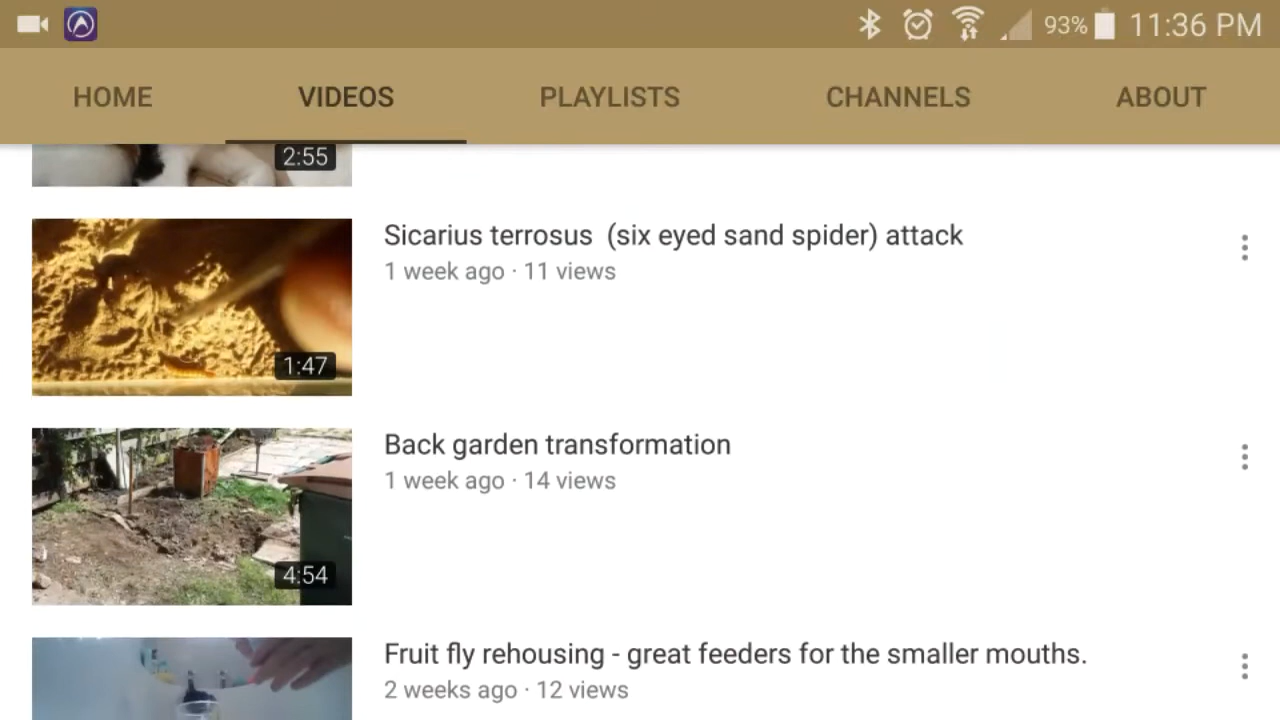 93% 11:36 PM
HOME VIDEOS PLAYLISTS CHANNELS ABOUT
2:55
Sicarius terrosus (six eyed sand spider) attack
1 week ago · 11 views
1:47
Back garden transformation
1 week ago · 14 views
4:54
Fruit fly rehousing - great feeders for the smaller mouths.
2 weeks ago · 12 views